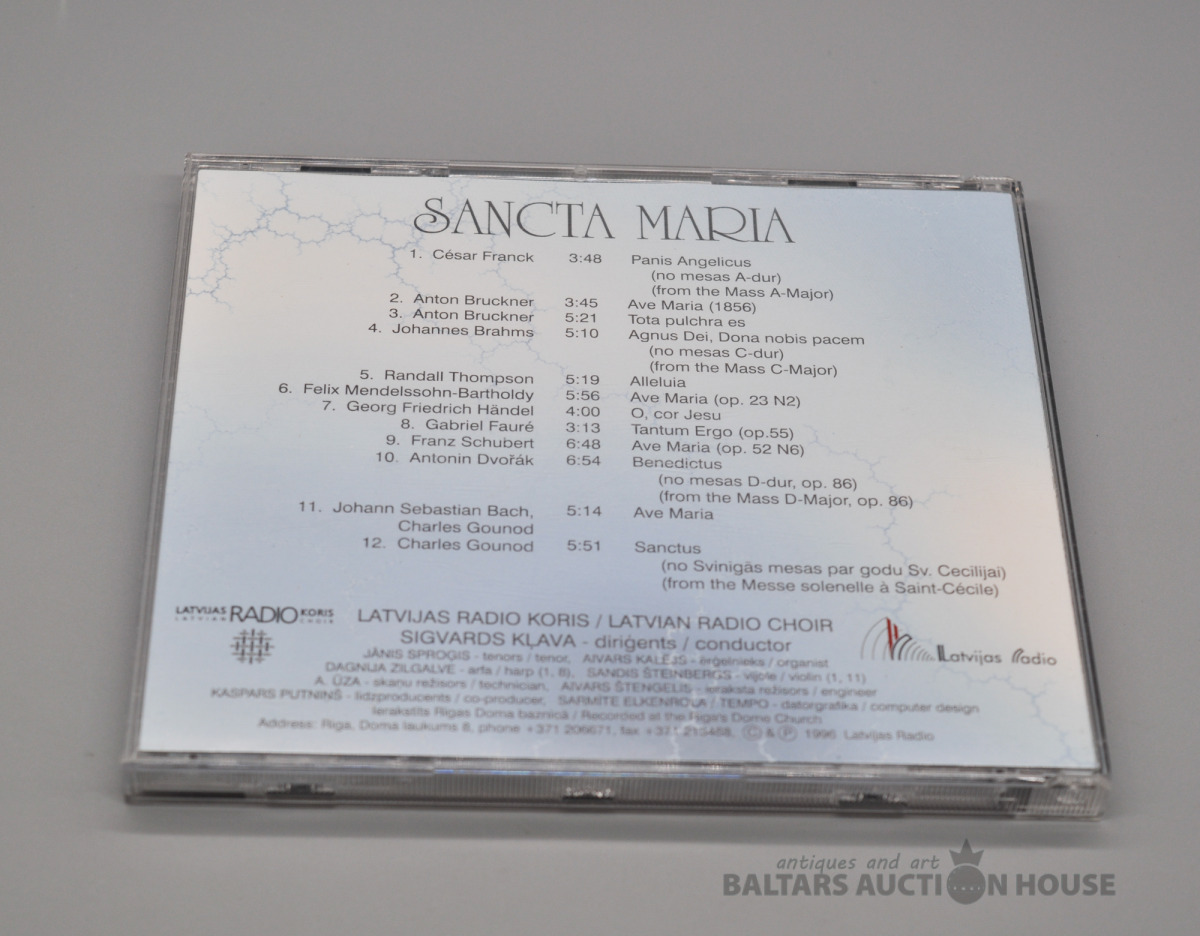 SANCTA MARIA
1. César Franck 3:48 Panis Angelicus
(no mesas A-dur)
(from the Mass A-Major)
2. Anton Bruckner 3:45 Ave Maria (1856)
3. Anton Bruckner 5:21 Tota pulchra es
4. Johannes Brahms 5:10 Agnus Dei, Dona nobis pacem
(no mesas C-dur)
(from the Mass C-Major)
5. Randall Thompson 5:19 Alleluia
6. Felix Mendelssohn-Bartholdy 5:56 Ave Maria (op. 23 N2)
7. Georg Friedrich Händel 4:00 O, cor Jesu
8. Gabriel Fauré 3:13 Tantum Ergo (op.55)
9. Franz Schubert 6:48 Ave Maria (op. 52 N6)
10. Antonin Dvořák 6:54 Benedictus
(no mesas D-dur, op. 86)
(from the Mass D-Major, op. 86)
11. Johann Sebastian Bach, 5:14 Ave Maria
Charles Gounod
12. Charles Gounod 5:51 Sanctus
(no Svinīgās mesas par godu Sv. Cecilijai)
(from the Messe solenelle à Saint-Cécile)
LATVIJAS RADIO KORIS
LATVIAN CHOIR
LATVIJAS RADIO KORIS / LATVIAN RADIO CHOIR
SIGVARDS KĻAVA - diriģents / conductor
Latvijas Radio
JĀNIS SPROĢIS - tenors / tenor, AIVARS KALĒJS - ērģelnieks / organist
DAGNIJA ZILGALVE - arfa / harp (1, 8), SANDIS ŠTEINBERGS - vijole / violin (1, 11)
A. ŪZA - skaņu režisors / technician, AIVARS ŠTENGELIS - ieraksta režisors / engineer
KASPARS PUTNIŅŠ - līdzproducents / co-producer, SARMĪTE / TEMPO - datorgrafika / computer design
Ierakstīts Rīgas Doma baznīcā / Recorded at the Riga's Dome Church
Address: Riga, Doma laukums 8, phone +371 206671, fax +371 © & ℗ 1996 Latvijas Radio
antiques and art
BALTARS AUCTION HOUSE